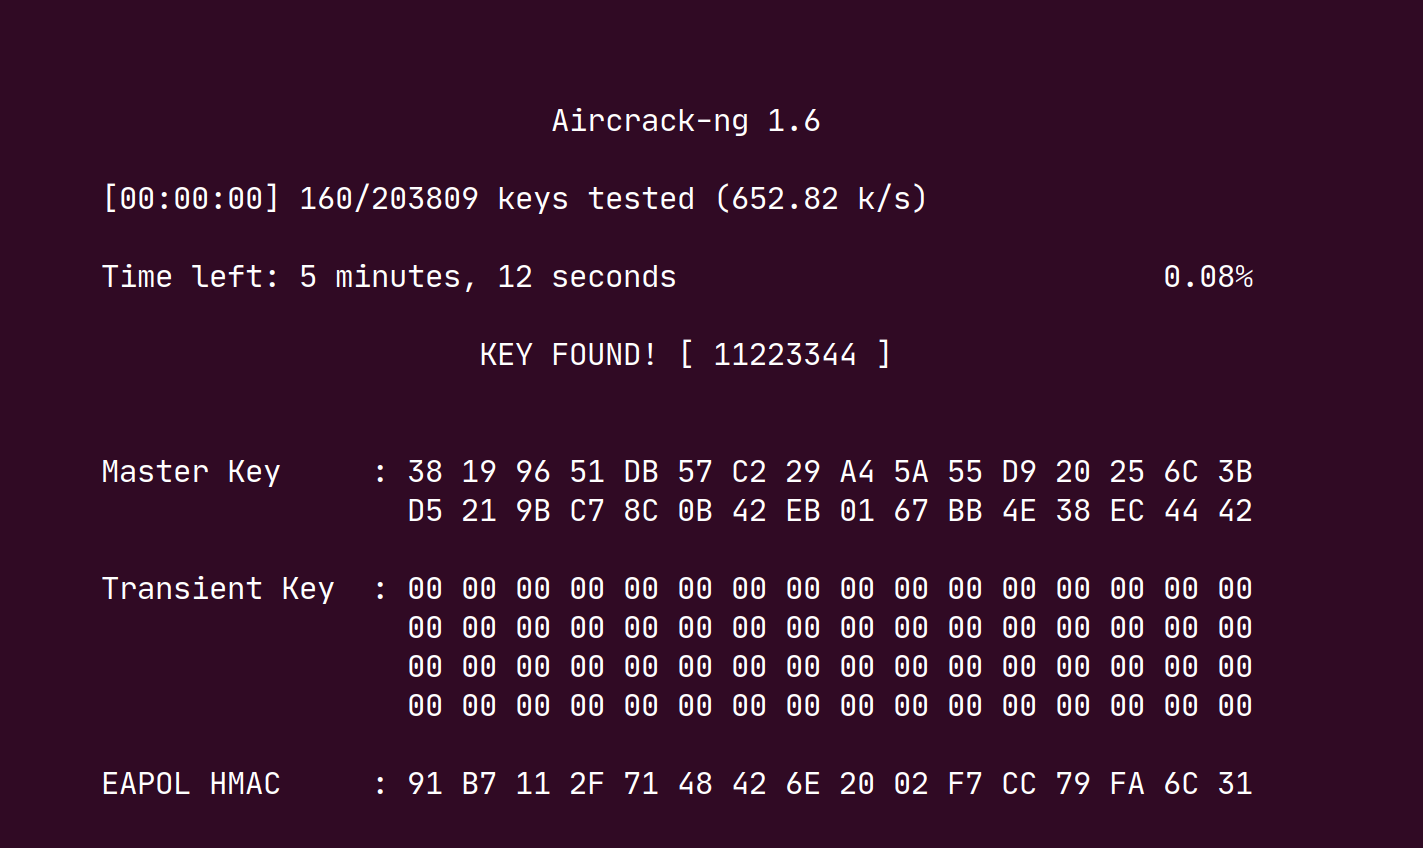 Aircrack-ng 1.6
[00:00:00] 160/203809 keys tested (652.82 k/s)
Time left: 5 minutes, 12 seconds 0.08%
KEY FOUND! [ 11223344 ]
Master Key : 38 19 96 51 DB 57 C2 29 A4 5A 55 D9 20 25 6C 3B
D5 21 9B C7 8C 0B 42 EB 01 67 BB 4E 38 EC 44 42
Transient Key : 00 00 00 00 00 00 00 00 00 00 00 00 00 00 00 00
00 00 00 00 00 00 00 00 00 00 00 00 00 00 00 00
00 00 00 00 00 00 00 00 00 00 00 00 00 00 00 00
00 00 00 00 00 00 00 00 00 00 00 00 00 00 00 00
EAPOL HMAC : 91 B7 11 2F 71 48 42 6E 20 02 F7 CC 79 FA 6C 31